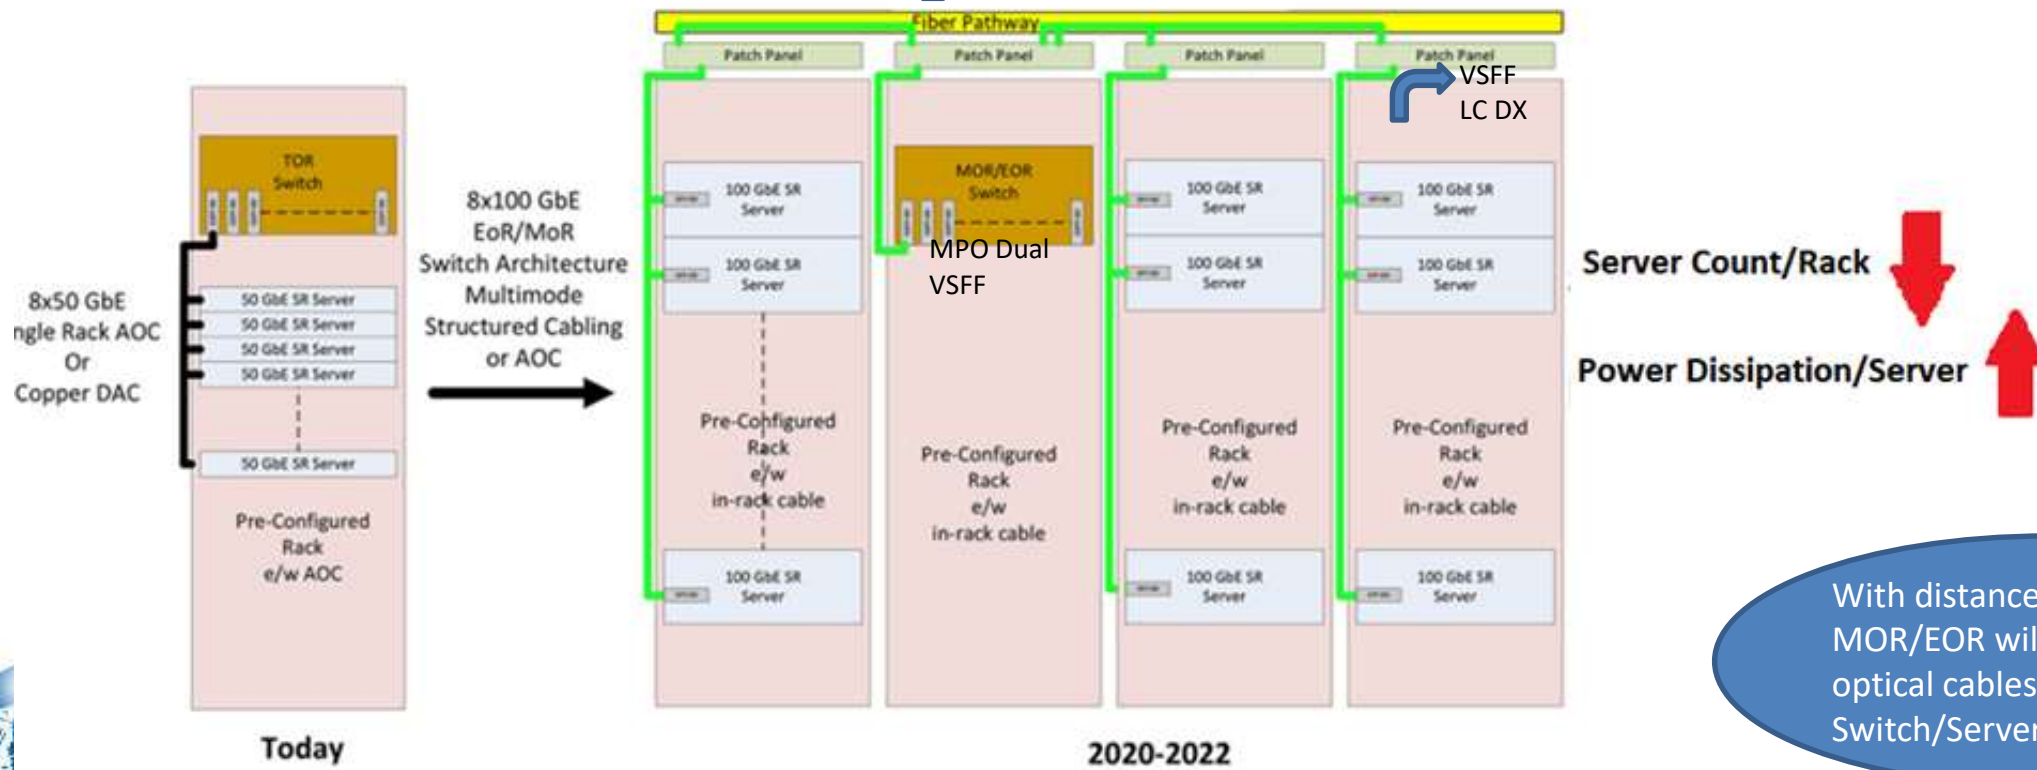 Fiber Pathway
Patch Panel
Patch Panel
Patch Panel
Patch Panel
VSFF
LC DX
TOR
Switch
8x50 GbE
ngle Rack AOC
Or
Copper DAC
50 GbE SR Server
50 GbE SR Server
50 GbE SR Server
50 GbE SR Server
50 GbE SR Server
Pre-Configured
Rack
e/w AOC
Today
8x100 GbE
EoR/MoR
Switch Architecture
Multimode
Structured Cabling
or AOC
100 GbE SR
Server
100 GbE SR
Server
Pre-Configured
Rack
e/w
in-rack cable
100 GbE SR
Server
MOR/EOR
Switch
MPO Dual
VSFF
Pre-Configured
Rack
e/w
in-rack cable
100 GbE SR
Server
100 GbE SR
Server
Pre-Configured
Rack
e/w
in-rack cable
100 GbE SR
Server
100 GbE SR
Server
100 GbE SR
Server
Pre-Configured
Rack
e/w
in-rack cable
100 GbE SR
Server
2020-2022
Server Count/Rack
Power Dissipation/Server
With distance
MOR/EOR wil
optical cables
Switch/Server